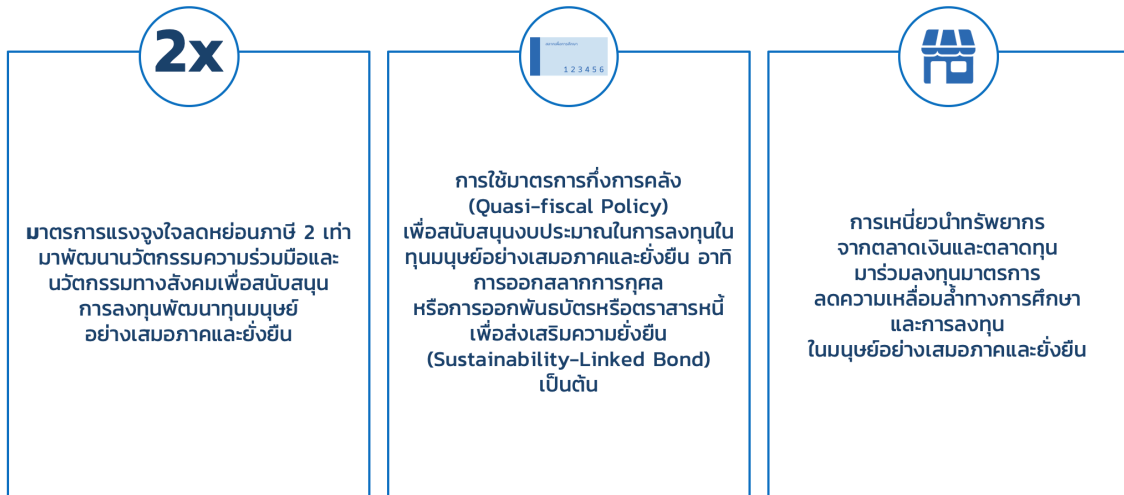 2x
มาตรการแรงจูงใจลดหย่อนภาษี 2 เท่า
มาพัฒนานวัตกรรมความร่วมมือและ
นวัตกรรมทางสังคมเพื่อสนับสนุน
การลงทุนพัฒนาทุนมนุษย์
อย่างเสมอภาคและยั่งยืน
123456
การใช้มาตรการกึ่งการคลัง
(Quasi-fiscal Policy)
เพื่อสนับสนุนงบประมาณในการลงทุนใน
ทุนมนุษย์อย่างเสมอภาคและยั่งยืน อาทิ
การออกสลากการกุศล
หรือการออกพันธบัตรหรือตราสารหนี้
เพื่อส่งเสริมความยั่งยืน
(Sustainability-Linked Bond)
เป็นต้น
การเหนี่ยวนำทรัพยากร
จากตลาดเงินและตลาดทุน
มาร่วมลงทุนมาตรการ
ลดความเหลื่อมล้ำทางการศึกษา
และการลงทุน
ในมนุษย์อย่างเสมอภาคและยั่งยืน